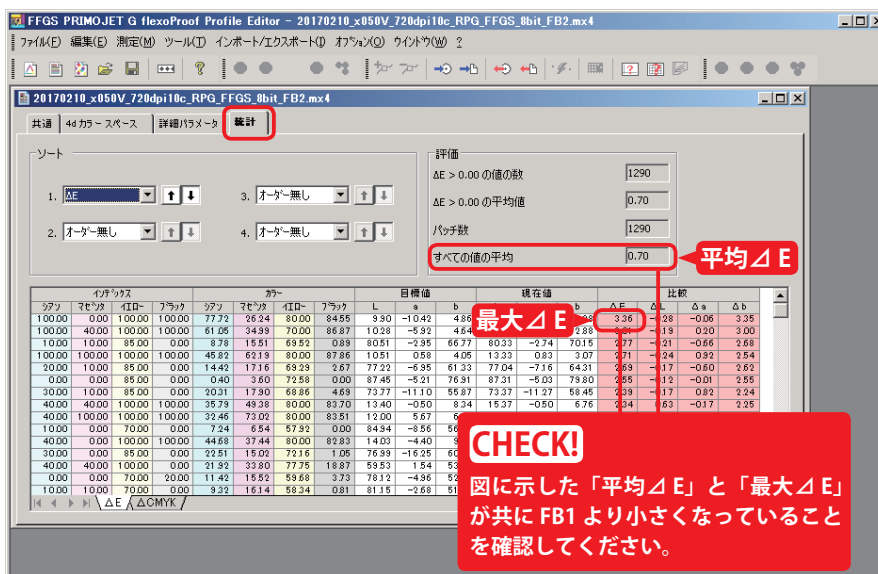 FFGS PRIMOJET G flexoProof Profile Editor - 20170210_x050V_720dpi10c_RPG_FFGS_8bit_FB2.mx4
ファイル(F) 編集(E) 測定(M) ツール(T) インポート/エクスポート(I) オプション(O) ウインドウ(W) ?
20170210_x050V_720dpi10c_RPG_FFGS_8bit_FB2.mx4
共通 4d カラースペース 詳細パラメータ 統計
ソート
1. ΔE 3. オーダー無し
2. オーダー無し 4. オーダー無し
評価
ΔE > 0.00 の値の数 1290
ΔE > 0.00 の平均値 0.70
パッチ数 1290
すべての値の平均 0.70
平均⊿E
インデックス カラー 目標値 現在値 比較
シアン マゼンタ イエロー ブラック シアン マゼンタ イエロー ブラック L a b b ΔE ΔL Δa Δb
最大⊿E
100.00 0.00 100.00 100.00 77.72 26.24 80.00 84.55 9.90 -10.42 4.86 3.36 -0.28 -0.06 3.35
100.00 40.00 100.00 100.00 61.05 34.99 70.00 86.87 10.28 -5.92 4.64 0.20 3.00
10.00 10.00 85.00 0.00 8.78 15.51 69.52 0.89 80.51 -2.95 66.77 80.33 -2.74 70.15 2.77 -0.21 -0.66 2.68
100.00 100.00 100.00 100.00 45.82 62.19 80.00 87.86 10.51 0.58 4.05 13.33 0.83 3.07 2.71 -0.24 0.92 2.54
20.00 10.00 85.00 0.00 14.42 17.16 69.29 2.67 77.22 -6.95 61.33 77.04 -7.16 64.31 2.69 -0.17 -0.60 2.62
0.00 0.00 85.00 0.00 0.40 3.60 72.58 0.00 87.45 -5.21 76.91 87.31 -5.03 79.80 2.55 -0.12 -0.01 2.55
30.00 10.00 85.00 0.00 20.31 17.90 68.86 4.69 73.77 -11.10 55.87 73.37 -11.27 58.45 2.39 -0.17 0.82 2.24
40.00 40.00 100.00 100.00 35.79 49.38 80.00 83.70 13.40 -0.50 8.34 15.37 -0.50 6.76 2.34 0.63 -0.17 2.25
40.00 100.00 100.00 100.00 32.46 73.02 80.00 83.51 12.00 5.67
10.00 0.00 70.00 0.00 7.24 6.54 57.92 0.00 84.94 -8.56
40.00 0.00 100.00 100.00 44.68 37.44 80.00 82.83 14.03 -4.40
30.00 0.00 85.00 0.00 22.51 15.02 72.16 1.05 76.99 -16.25
40.00 40.00 100.00 0.00 21.92 33.80 77.75 18.87 59.53 1.54
0.00 0.00 70.00 20.00 11.42 15.52 59.68 3.73 78.12 -4.96
10.00 10.00 70.00 0.00 9.32 16.14 58.34 0.81 81.15 -2.68
ΔE ΔCMYK
CHECK!
図に示した「平均⊿E」と「最大⊿E」
が共に FB1 より小さくなっていること
を確認してください。